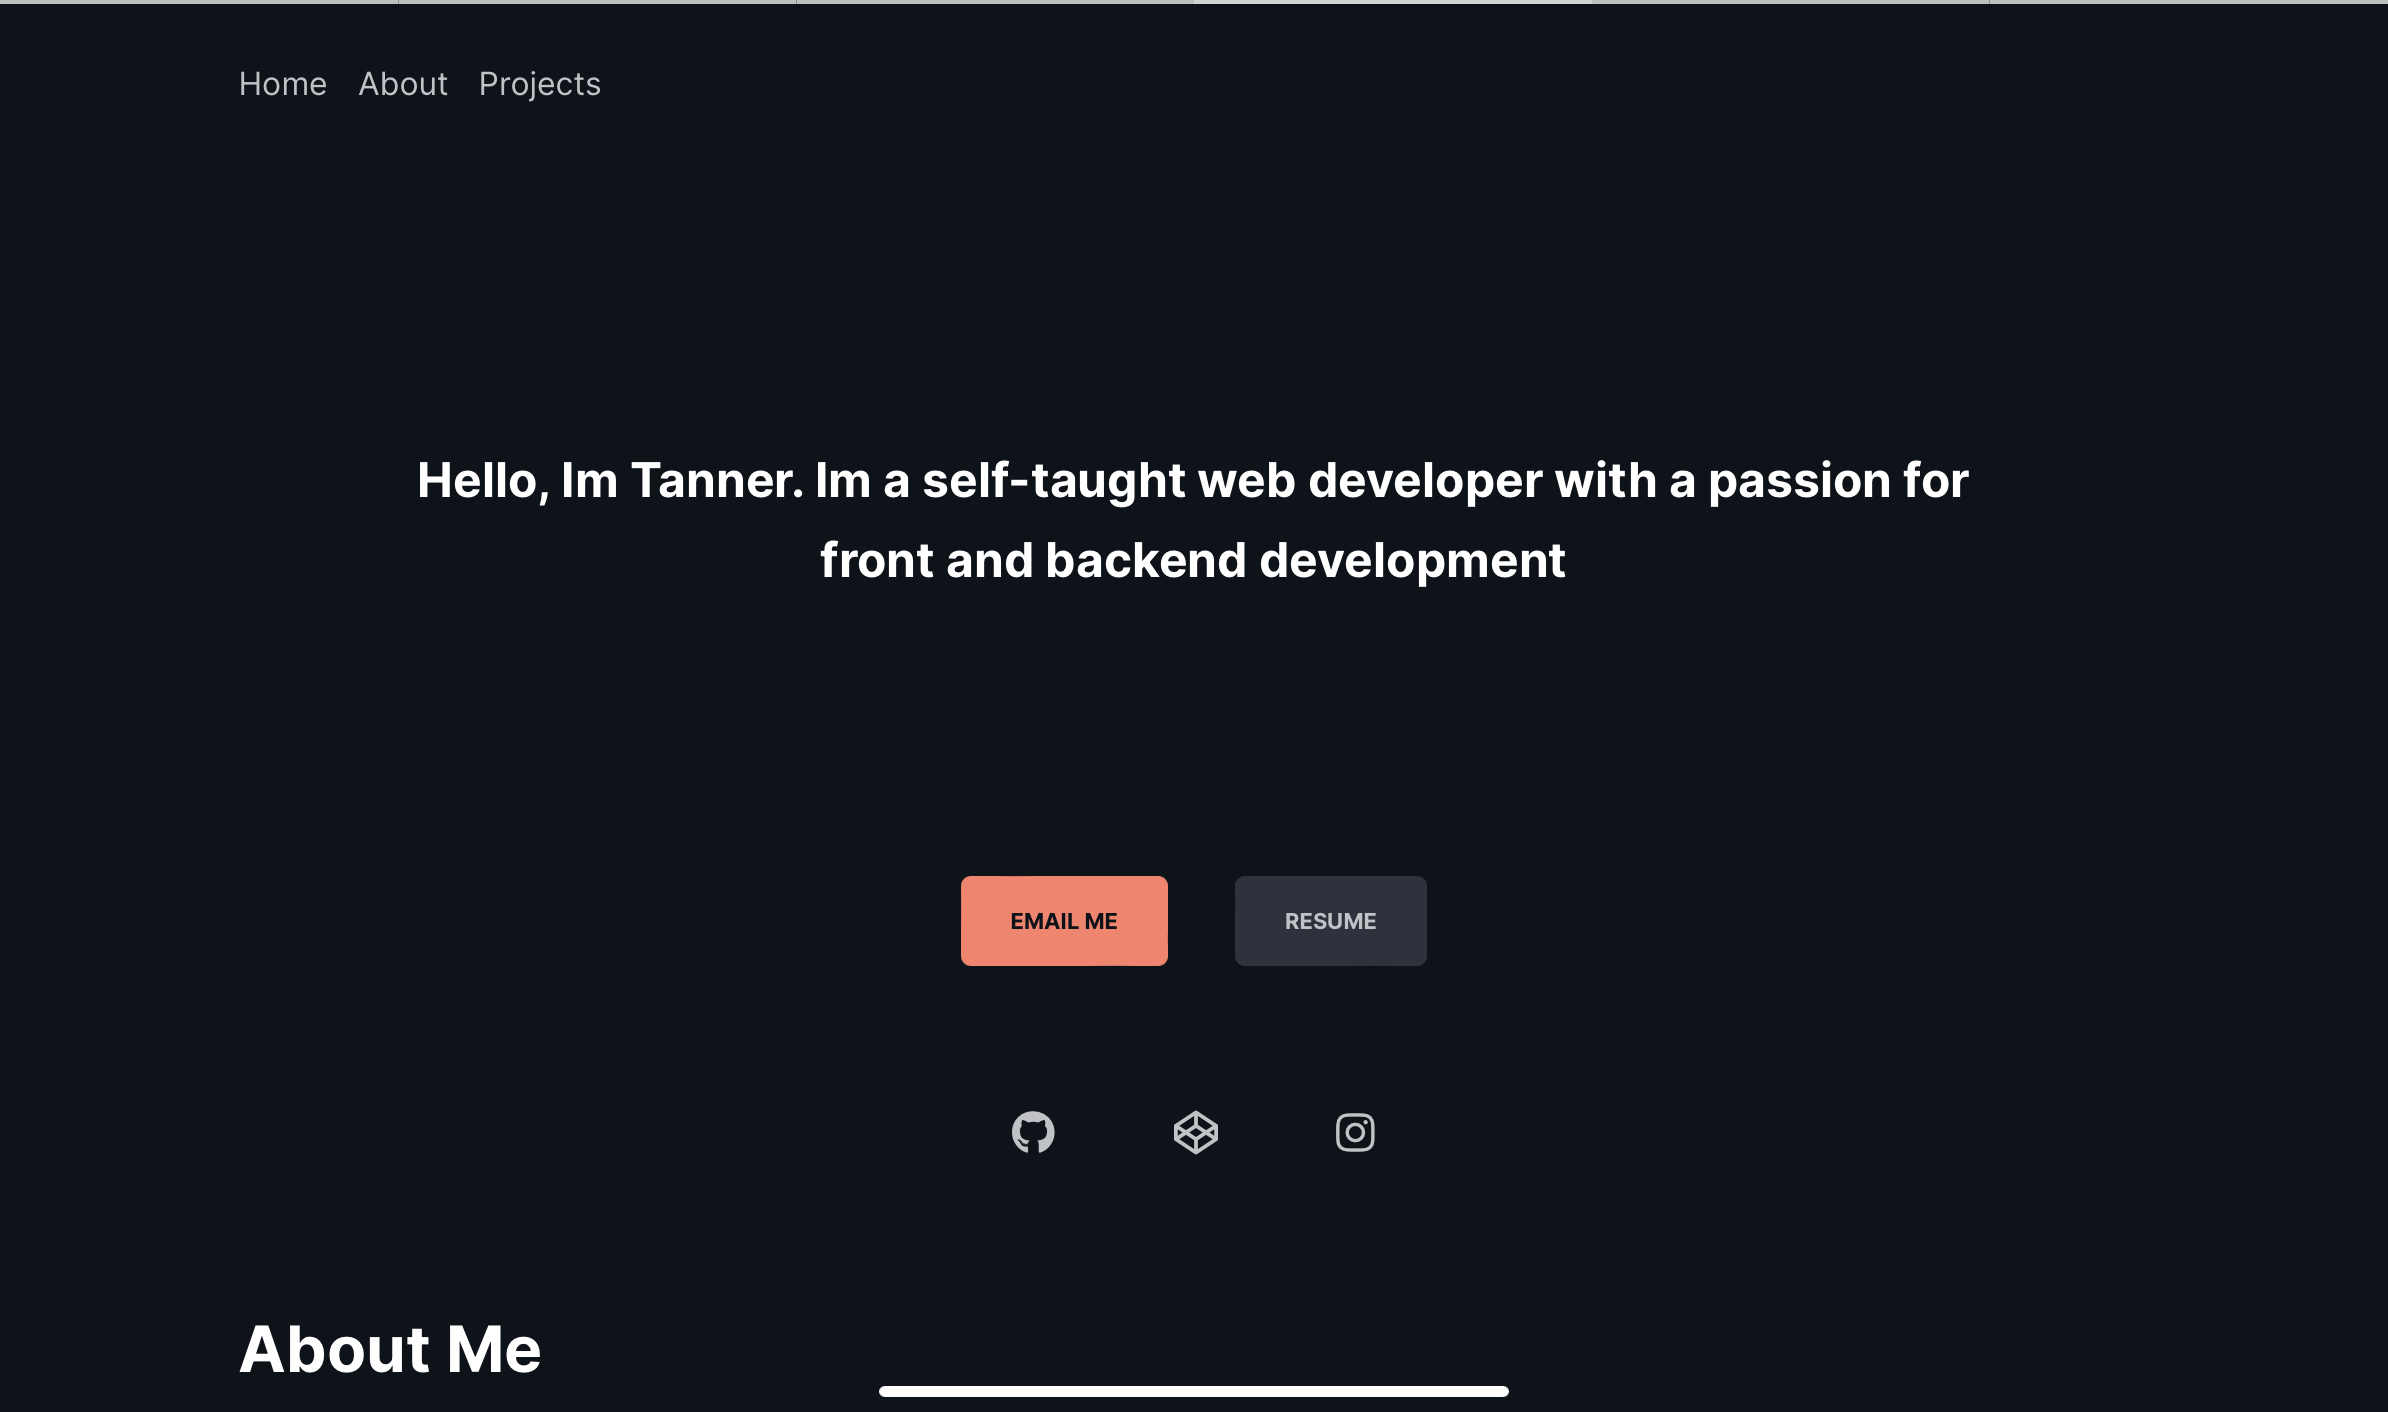 Home About Projects
Hello, Im Tanner. Im a self-taught web developer with a passion for
front and backend development
EMAIL ME RESUME
About Me